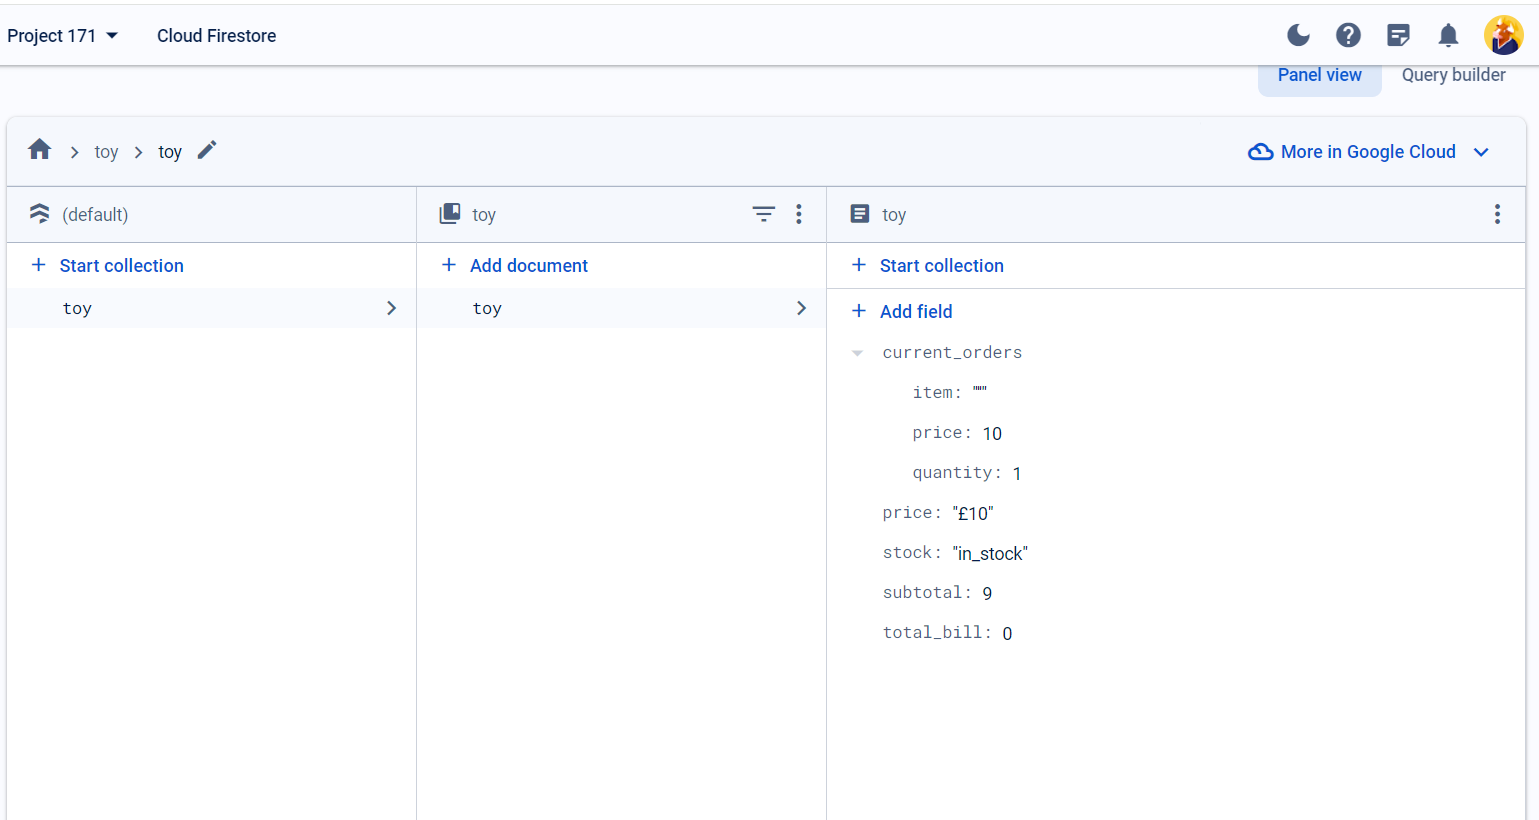 Project 171 Cloud Firestore
Panel view Query builder
toy toy More in Google Cloud
(default) toy toy
Start collection Add document Start collection
toy toy Add field
current_orders
item: """"
price: 10
quantity: 1
price: "£10"
stock: "in_stock"
subtotal: 9
total_bill: 0